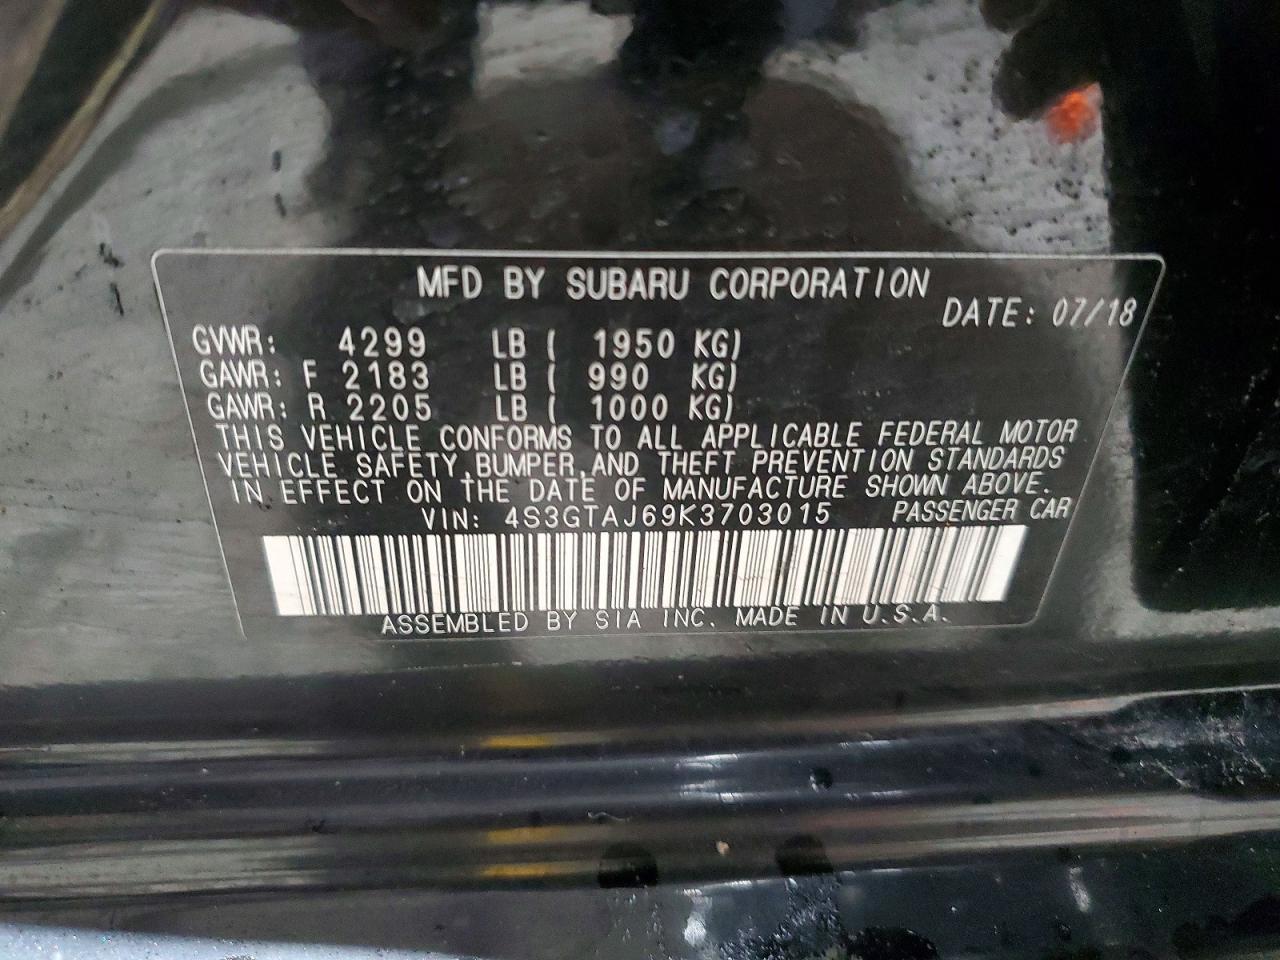 MFD BY SUBARU CORPORATION
DATE: 07/18
GVWR: 4299 LB ( 1950 KG)
GAWR: F 2183 LB ( 990 KG)
GAWR: R 2205 LB ( 1000 KG)
THIS VEHICLE CONFORMS TO ALL APPLICABLE FEDERAL MOTOR
VEHICLE SAFETY,BUMPER,AND THEFT PREVENTION STANDARDS
IN EFFECT ON THE DATE OF MANUFACTURE SHOWN ABOVE.
VIN: 4S3GTAJ69K3703015 PASSENGER CAR
ASSEMBLED BY SIA INC. MADE IN U.S.A.